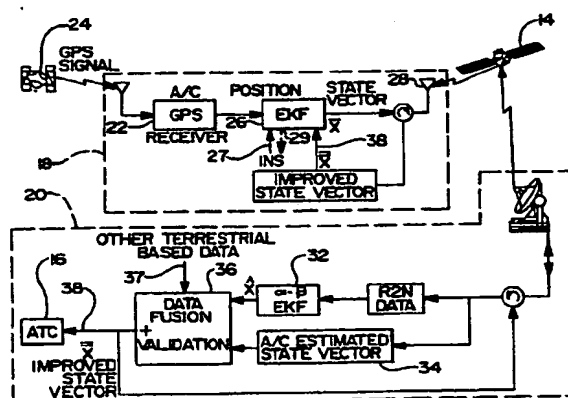 24
GPS
SIGNAL
14
A/C
GPS
RECEIVER
22
POSITION
EKF
26
STATE
VECTOR
X
28
27
29
INS
X
38
IMPROVED STATE VECTOR
18
20
OTHER TERRESTRIAL
BASED DATA
37
36
DATA
FUSION
+
VALIDATION
X̂
32
α-β
EKF
R2N
DATA
A/C ESTIMATED
STATE VECTOR
34
16
ATC
38
X
IMPROVED
STATE
VECTOR